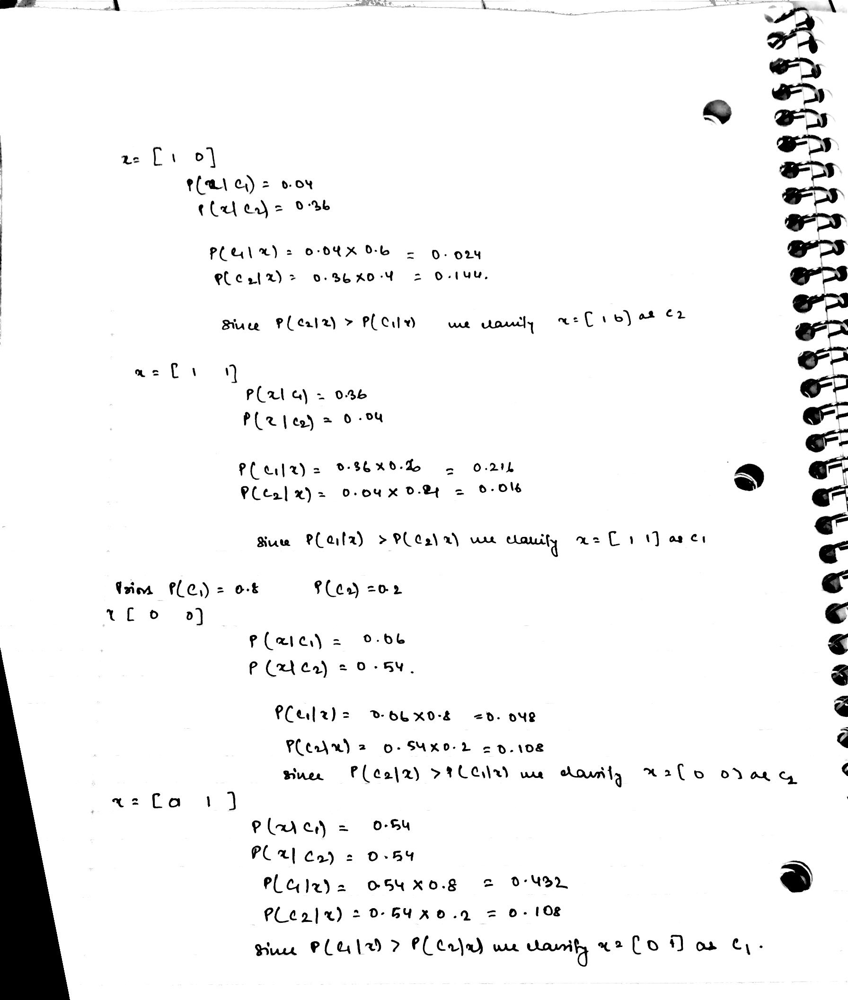 x = [ 1 0 ]
P(x|C1) = 0.04
P(x|C2) = 0.36
P(C1|x) = 0.04 × 0.6 = 0.024
P(C2|x) = 0.36 × 0.4 = 0.144.
since P(C2|x) > P(C1|x) we classify x = [ 1 0 ] as C2
x = [ 1 1 ]
P(x|C1) = 0.36
P(x|C2) = 0.04
P(C1|x) = 0.36 × 0.6 = 0.216
P(C2|x) = 0.04 × 0.4 = 0.016
since P(C1|x) > P(C2|x) we classify x = [ 1 1 ] as C1
Priors P(C1) = 0.8 P(C2) = 0.2
x [ 0 0 ]
P(x|C1) = 0.06
P(x|C2) = 0.54.
P(C1|x) = 0.06 × 0.8 = 0.048
P(C2|x) = 0.54 × 0.2 = 0.108
since P(C2|x) > P(C1|x) we classify x = [ 0 0 ] as C2
x = [ 0 1 ]
P(x|C1) = 0.54
P(x|C2) = 0.54
P(C1|x) = 0.54 × 0.8 = 0.432
P(C2|x) = 0.54 × 0.2 = 0.108
since P(C1|x) > P(C2|x) we classify x = [ 0 1 ] as C1.